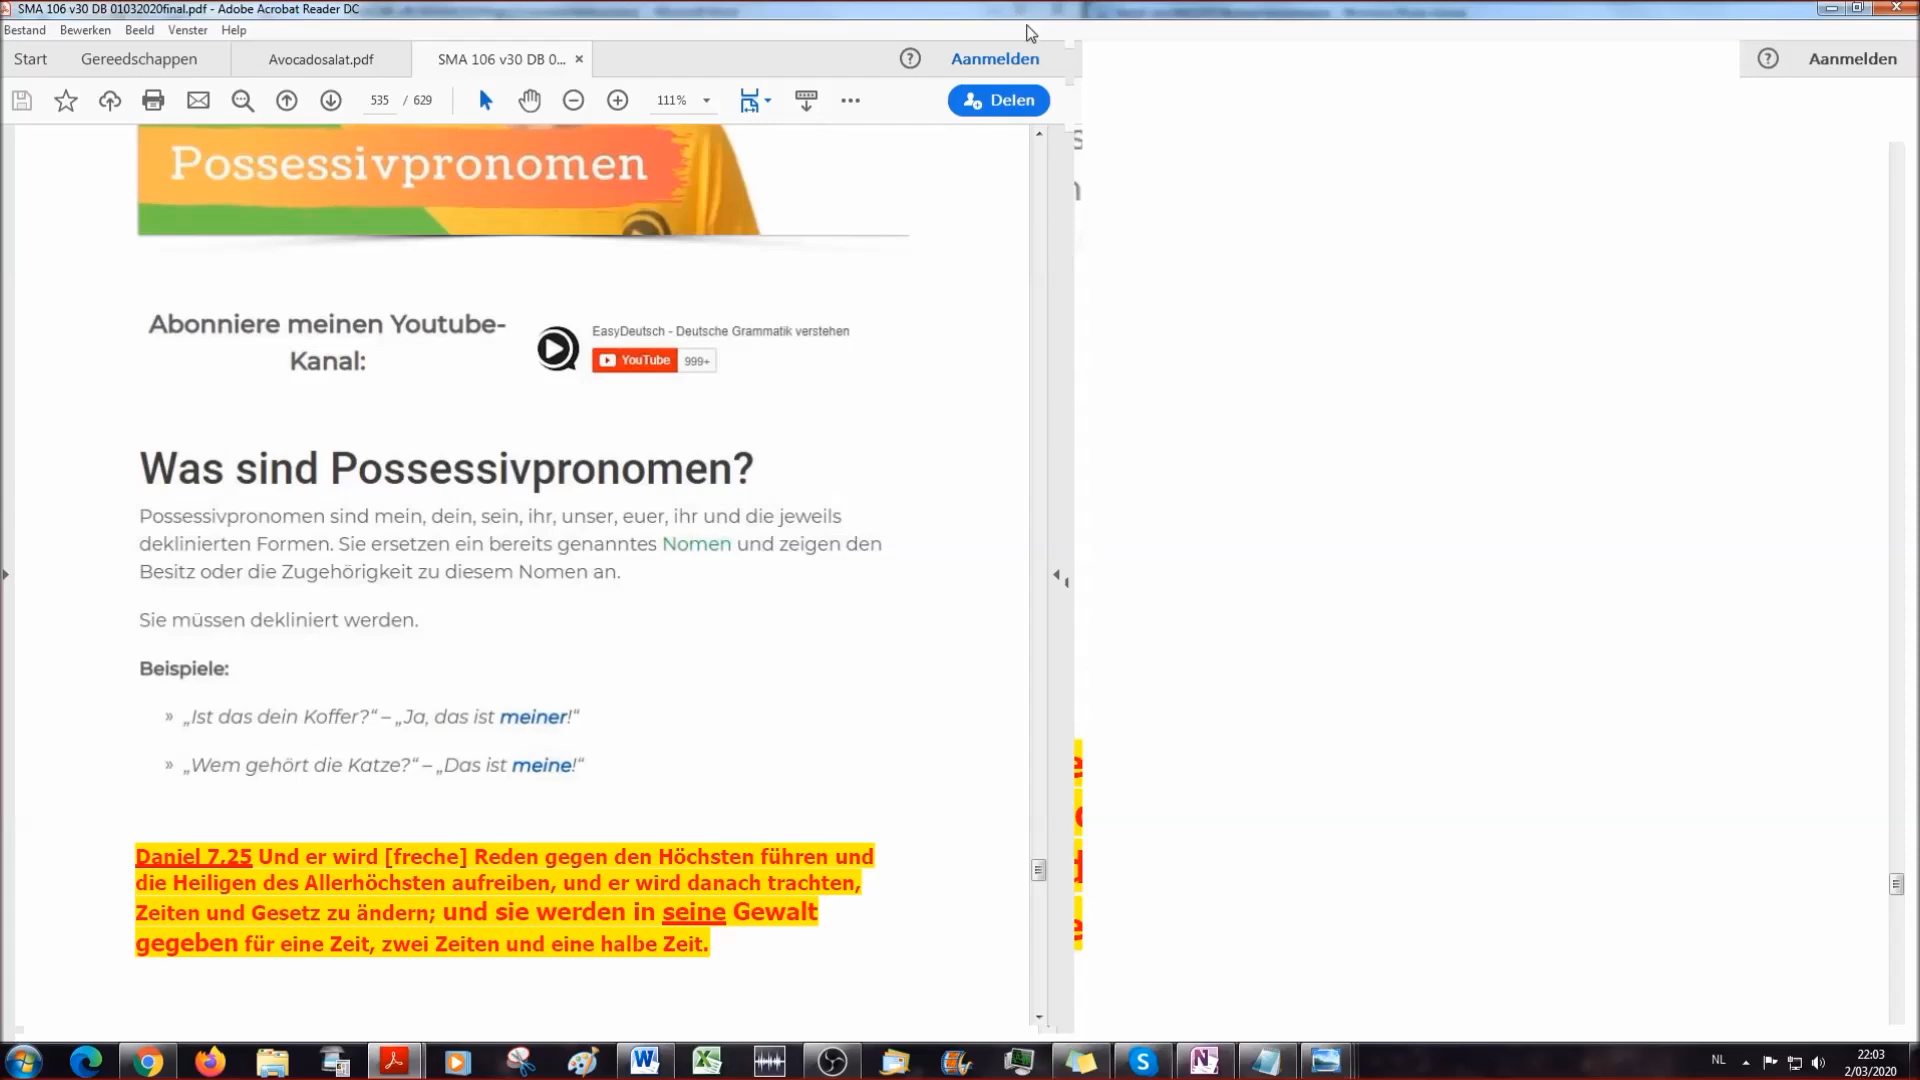 SMA 106 v30 DB 01032020final.pdf - Adobe Acrobat Reader DC
Bestand Bewerken Beeld Venster Help
Start Gereedschappen Avocadosalat.pdf SMA 106 v30 DB 0... × ? Aanmelden ? Aanmelden
535 / 629 111% Delen
Possessivpronomen
Abonniere meinen Youtube-
Kanal:
EasyDeutsch - Deutsche Grammatik verstehen
YouTube 999+
Was sind Possessivpronomen?
Possessivpronomen sind mein, dein, sein, ihr, unser, euer, ihr und die jeweils
deklinierten Formen. Sie ersetzen ein bereits genanntes Nomen und zeigen den
Besitz oder die Zugehörigkeit zu diesem Nomen an.
Sie müssen dekliniert werden.
Beispiele:
» „Ist das dein Koffer?“ – „Ja, das ist meiner!“
» „Wem gehört die Katze?“ – „Das ist meine!“
Daniel 7,25 Und er wird [freche] Reden gegen den Höchsten führen und
die Heiligen des Allerhöchsten aufreiben, und er wird danach trachten,
Zeiten und Gesetz zu ändern; und sie werden in seine Gewalt
gegeben für eine Zeit, zwei Zeiten und eine halbe Zeit.
NL 22:03
2/03/2020